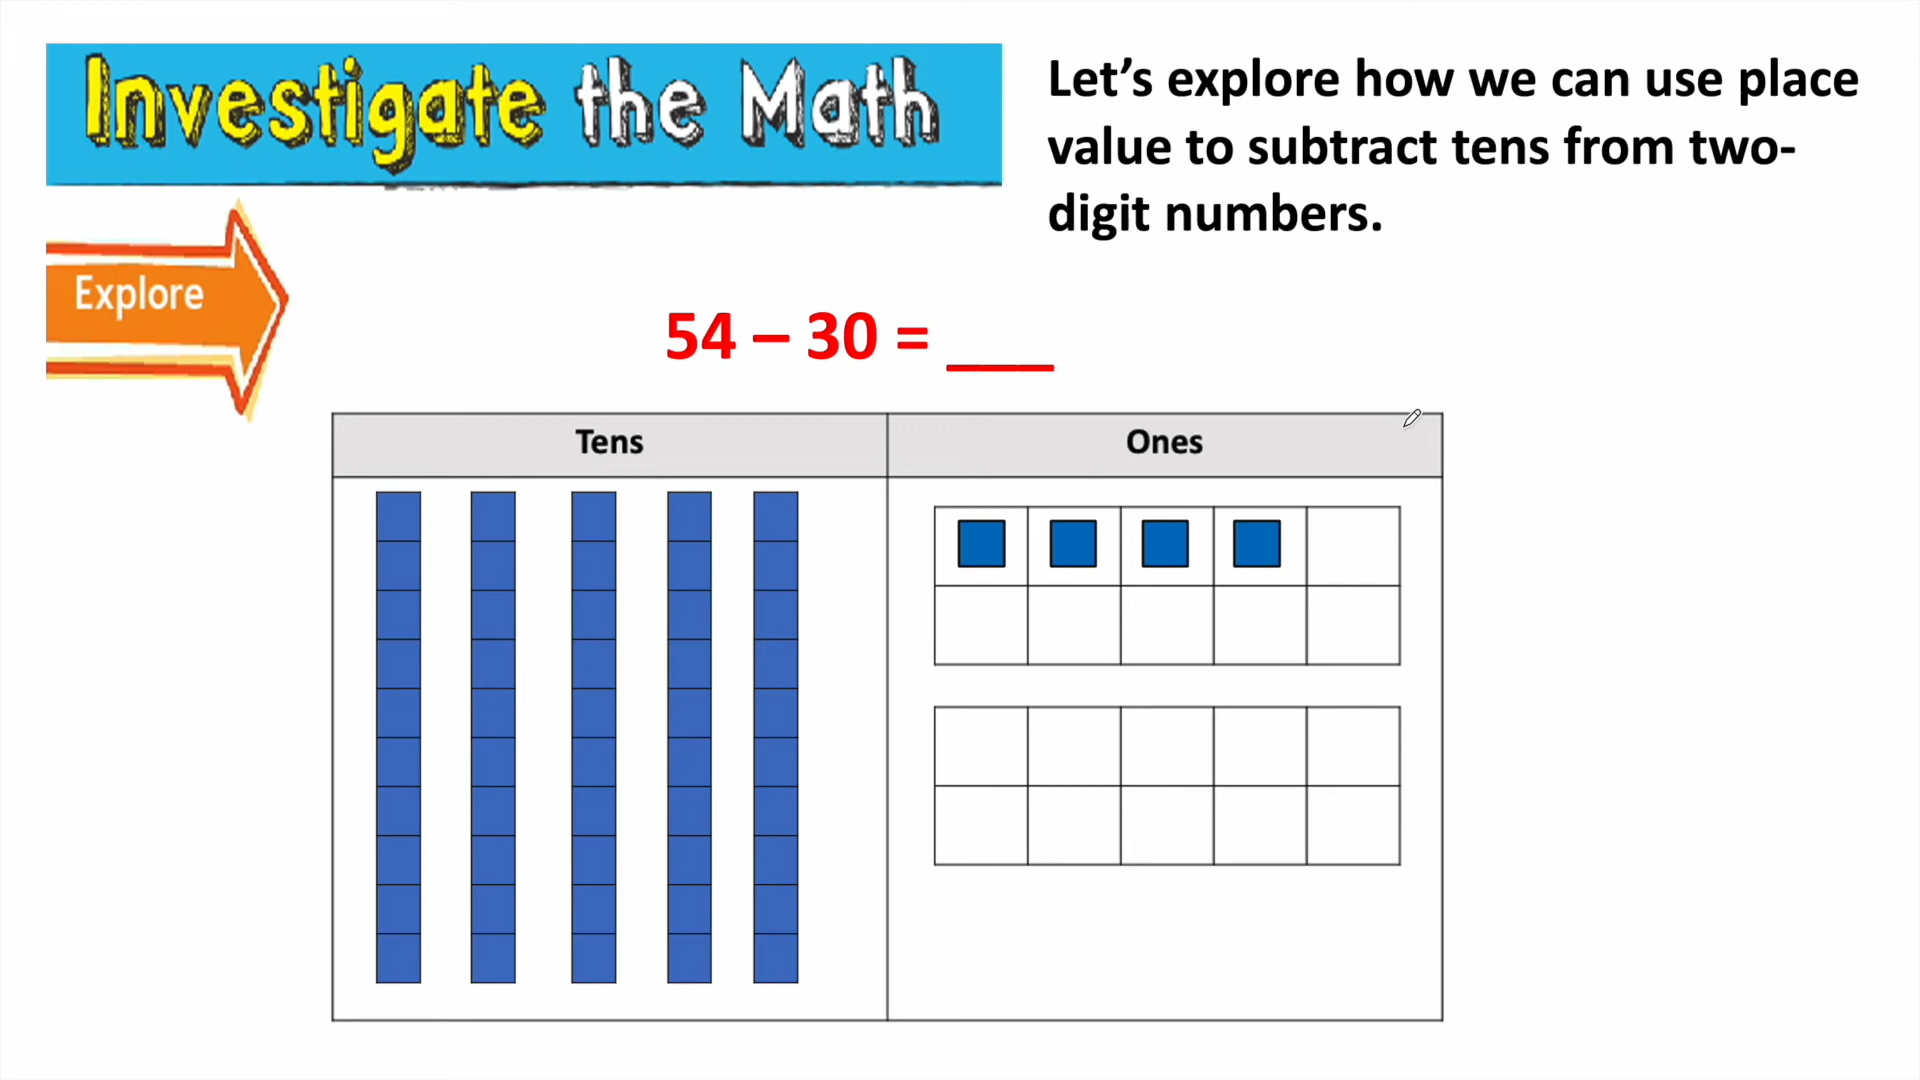 Investigate the Math
Let’s explore how we can use place
value to subtract tens from two-
digit numbers.
Explore
54 – 30 = ___
Tens
Ones